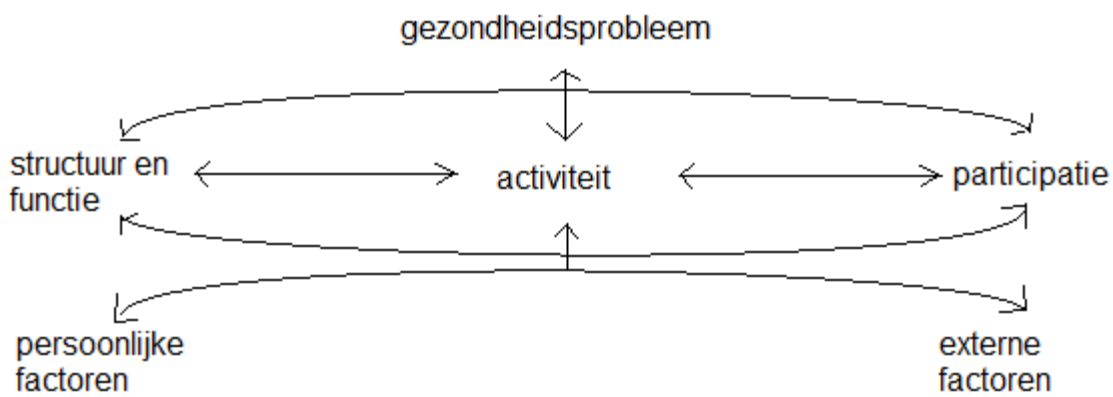 gezondheidsprobleem
structuur en
functie
activiteit
participatie
persoonlijke
factoren
externe
factoren